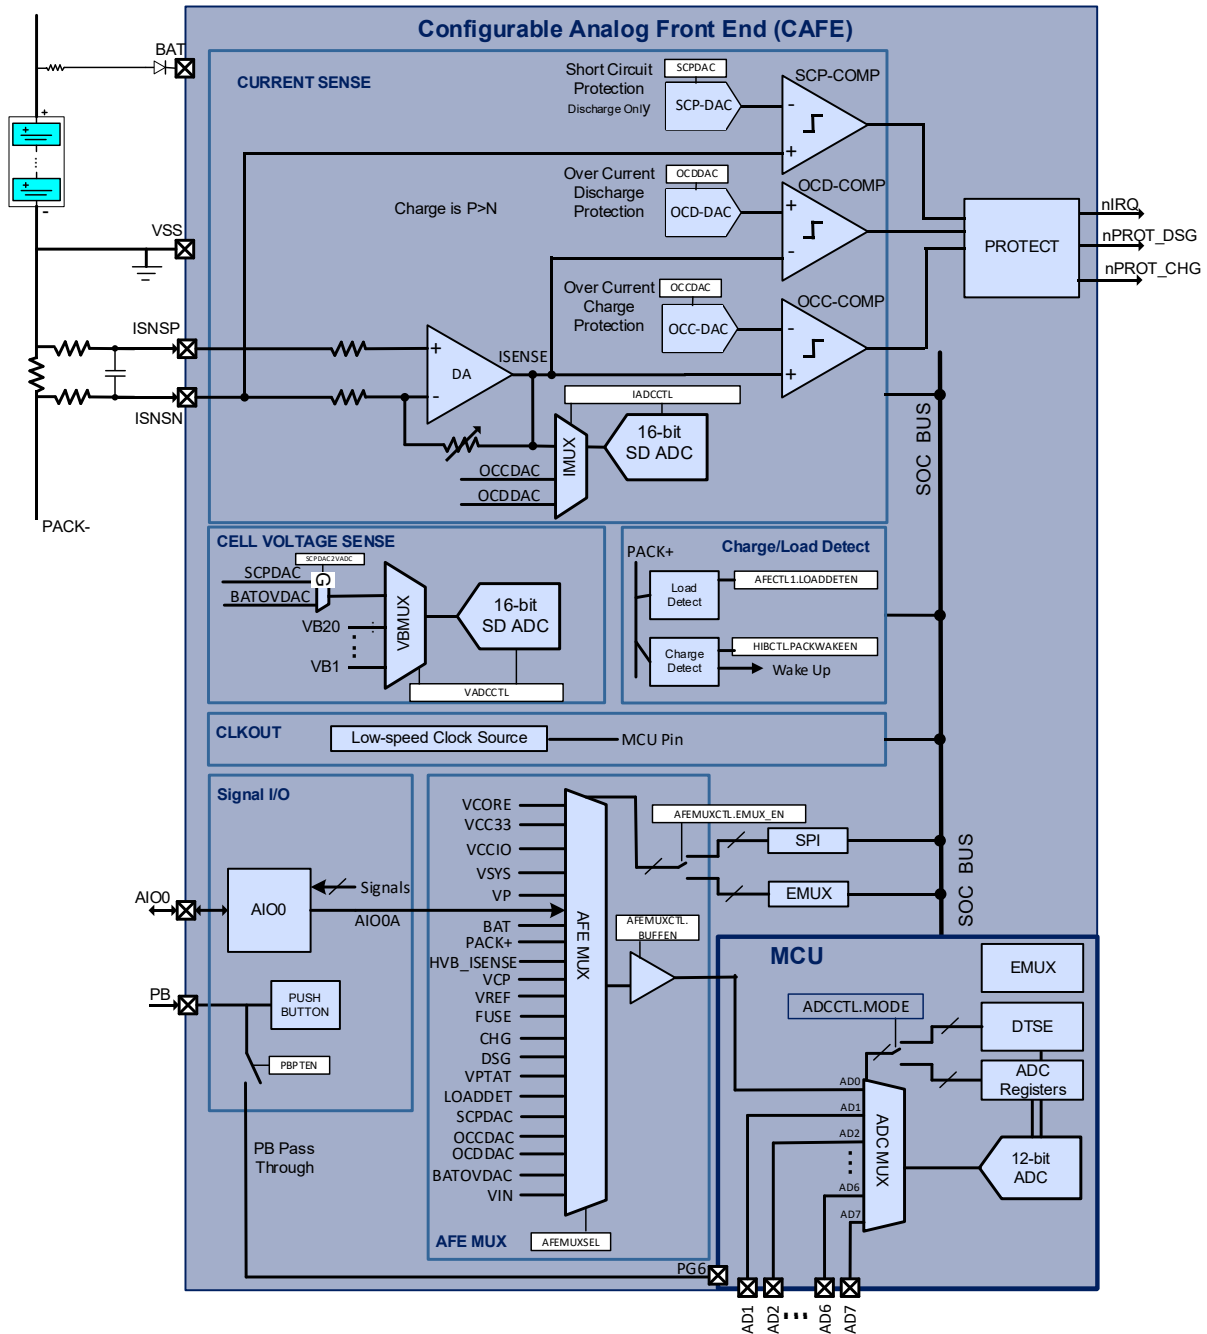 Configurable Analog Front End (CAFE)
BAT
CURRENT SENSE
Short Circuit
Protection
Discharge Only
SCPDAC
SCP-DAC
SCP-COMP
-
+
Over Current
Discharge
Protection
OCDDAC
OCD-DAC
OCD-COMP
+
-
Charge is P>N
Over Current
Charge
Protection
OCCDAC
OCC-DAC
OCC-COMP
-
+
PROTECT
nIRQ
nPROT_DSG
nPROT_CHG
+
+
+
-
VSS
ISNSP
ISNSN
PACK-
+
DA
-
ISENSE
IADCCTL
IMUX
16-bit
SD ADC
OCCDAC
OCDDAC
SOC BUS
CELL VOLTAGE SENSE
SCPDAC2VADC
SCPDAC
G
BATOVDAC
VB20
VB1
VBMUX
16-bit
SD ADC
VADCCTL
PACK+
Charge/Load Detect
Load
Detect
AFECTL1.LOADDETEN
Charge
Detect
HIBCTL.PACKWAKEEN
Wake Up
CLKOUT
Low-speed Clock Source
MCU Pin
Signal I/O
AIO0
AIO0
Signals
AIO0A
PB
PUSH
BUTTON
PBPTEN
PB Pass
Through
VCORE
VCC33
VCCIO
VSYS
VP
BAT
PACK+
HVB_ISENSE
VCP
VREF
FUSE
CHG
DSG
VPTAT
LOADDET
SCPDAC
OCCDAC
OCDDAC
BATOVDAC
VIN
AFE MUX
AFE MUX
AFEMUXSEL
AFEMUXCTL.EMUX_EN
SPI
EMUX
AFEMUXCTL.
BUFFEN
SOC BUS
MCU
EMUX
ADCCTL.MODE
DTSE
ADC
Registers
AD0
AD1
AD2
AD6
AD7
ADC MUX
12-bit
ADC
PG6
AD1
AD2
AD6
AD7